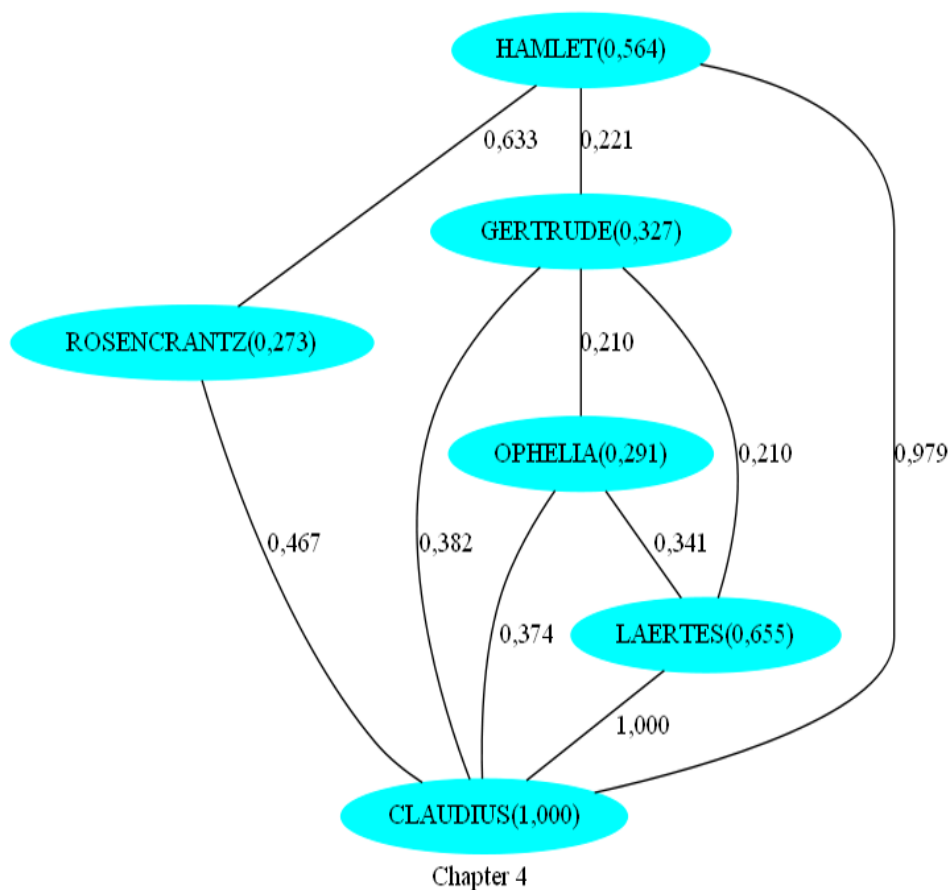 HAMLET(0,564)
0,633
0,221
GERTRUDE(0,327)
ROSENCRANTZ(0,273)
0,210
OPHELIA(0,291)
0,210
0,979
0,467
0,382
0,341
0,374
LAERTES(0,655)
1,000
CLAUDIUS(1,000)
Chapter 4